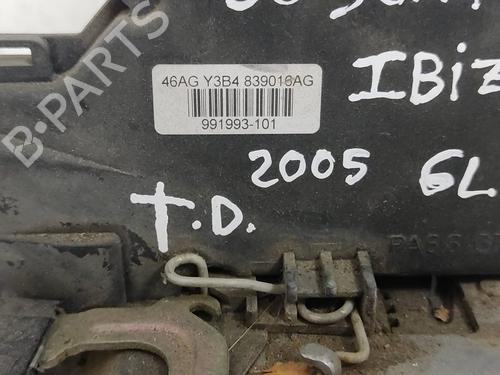 B-PARTS
46AG Y3B4 839016AG
991993-101
IBIZ
2005 6L
T.D.